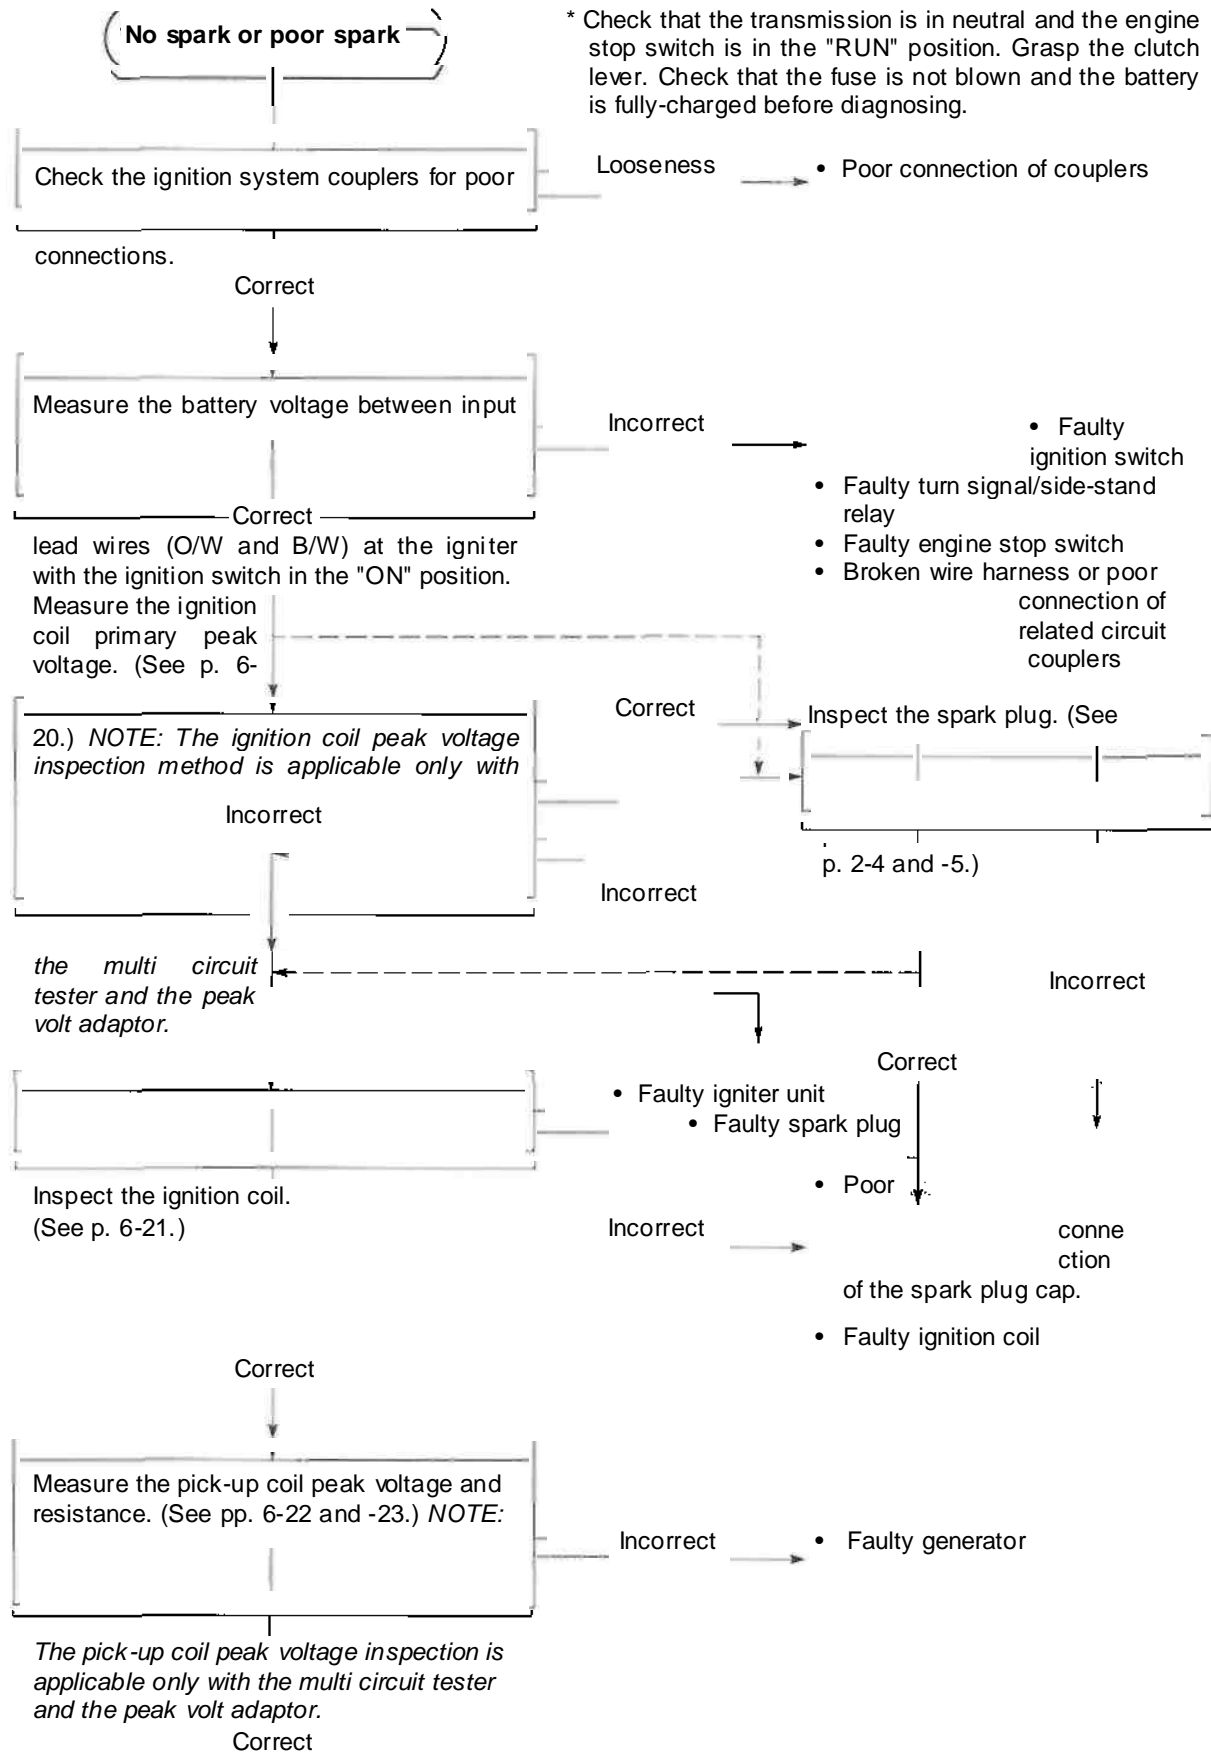 No spark or poor spark
* Check that the transmission is in neutral and the engine
stop switch is in the "RUN" position. Grasp the clutch
lever. Check that the fuse is not blown and the battery
is fully-charged before diagnosing.
Check the ignition system couplers for poor
Looseness
• Poor connection of couplers
connections.
Correct
Measure the battery voltage between input
Incorrect
• Faulty
ignition switch
• Faulty turn signal/side-stand
relay
• Faulty engine stop switch
• Broken wire harness or poor
connection of
related circuit
couplers
Correct
lead wires (O/W and B/W) at the igniter
with the ignition switch in the "ON" position.
Measure the ignition
coil primary peak
voltage. (See p. 6-
Correct
Inspect the spark plug. (See
20.) NOTE: The ignition coil peak voltage
inspection method is applicable only with
Incorrect
p. 2-4 and -5.)
Incorrect
the multi circuit
tester and the peak
volt adaptor.
Incorrect
Correct
• Faulty igniter unit
• Faulty spark plug
• Poor
Inspect the ignition coil.
(See p. 6-21.)
Incorrect
conne
ction
of the spark plug cap.
• Faulty ignition coil
Correct
Measure the pick-up coil peak voltage and
resistance. (See pp. 6-22 and -23.) NOTE:
Incorrect
• Faulty generator
The pick-up coil peak voltage inspection is
applicable only with the multi circuit tester
and the peak volt adaptor.
Correct